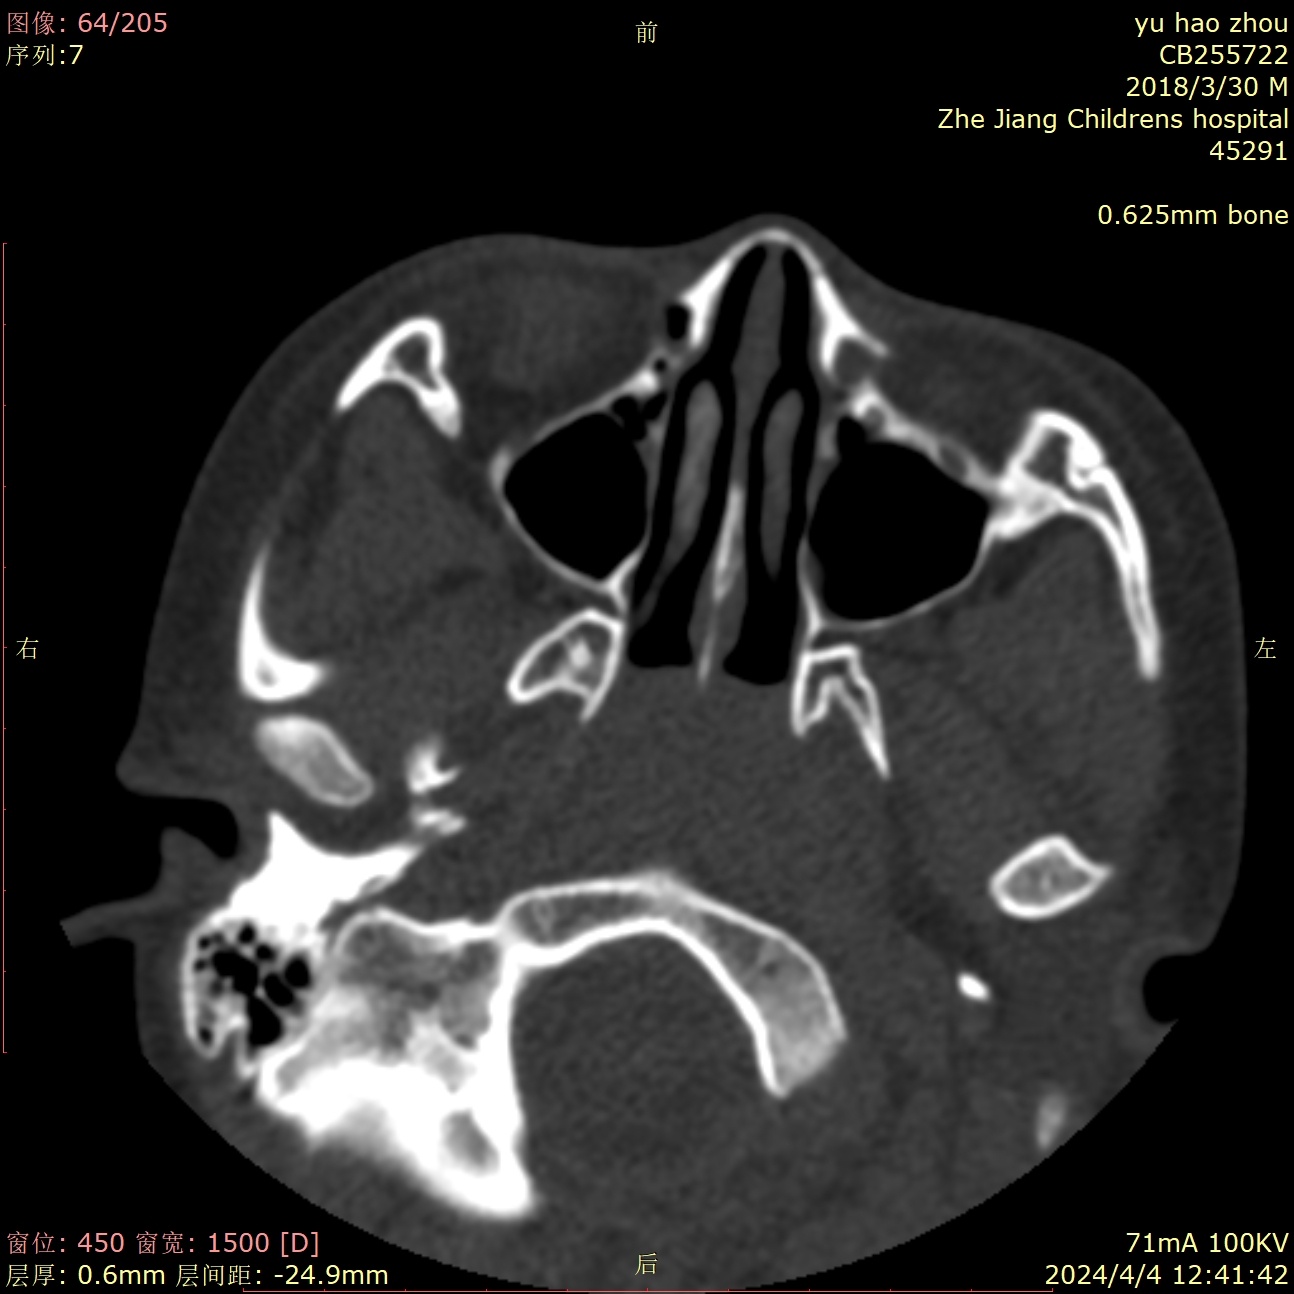 图像: 64/205
序列:7
前
yu hao zhou
CB255722
2018/3/30 M
Zhe Jiang Childrens hospital
45291
0.625mm bone
右
左
窗位: 450 窗宽: 1500 [D]
层厚: 0.6mm 层间距: -24.9mm
后
71mA 100KV
2024/4/4 12:41:42